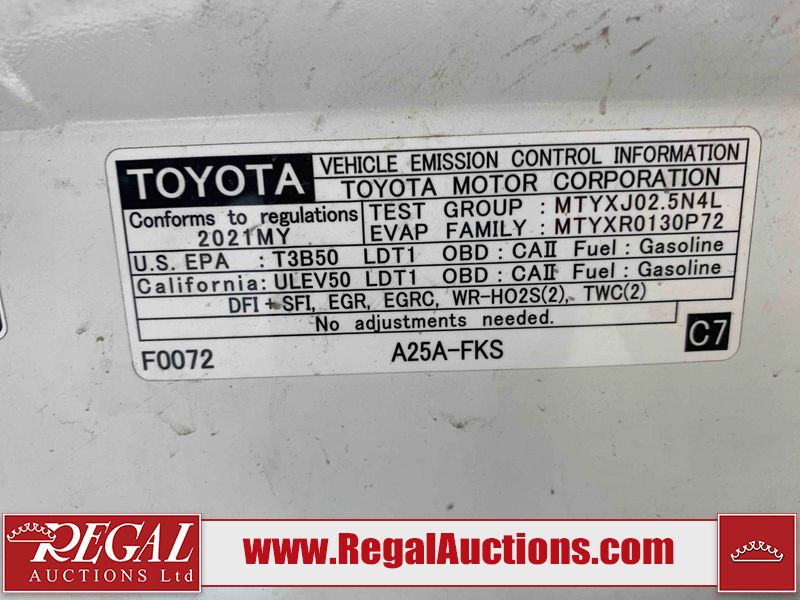 TOYOTA
VEHICLE EMISSION CONTROL INFORMATION
TOYOTA MOTOR CORPORATION
Conforms to regulations
2021MY
TEST GROUP : MTYXJ02.5N4L
EVAP FAMILY : MTYXR0130P72
U.S. EPA : T3B50 LDT1 OBD : CAII Fuel : Gasoline
California: ULEV50 LDT1 OBD : CAII Fuel : Gasoline
DFI + SFI, EGR, EGRC, WR-HO2S(2), TWC(2)
No adjustments needed.
F0072 A25A-FKS C7
REGAL
AUCTIONS Ltd
www.RegalAuctions.com